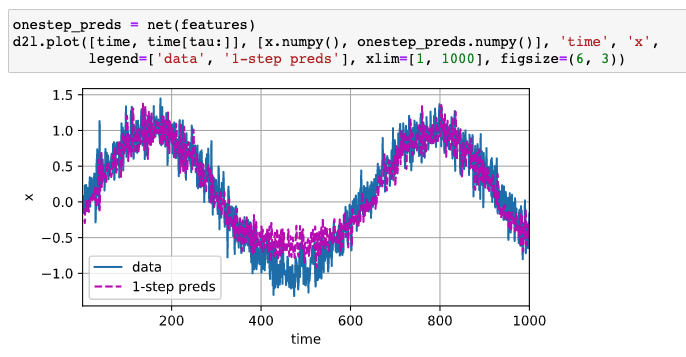 onestep_preds = net(features)
d2l.plot([time, time[tau:]], [x.numpy(), onestep_preds.numpy()], 'time', 'x',
legend=['data', '1-step preds'], xlim=[1, 1000], figsize=(6, 3))
1.5
1.0
0.5
0.0
−0.5
−1.0
x
data
1-step preds
200 400 600 800 1000
time